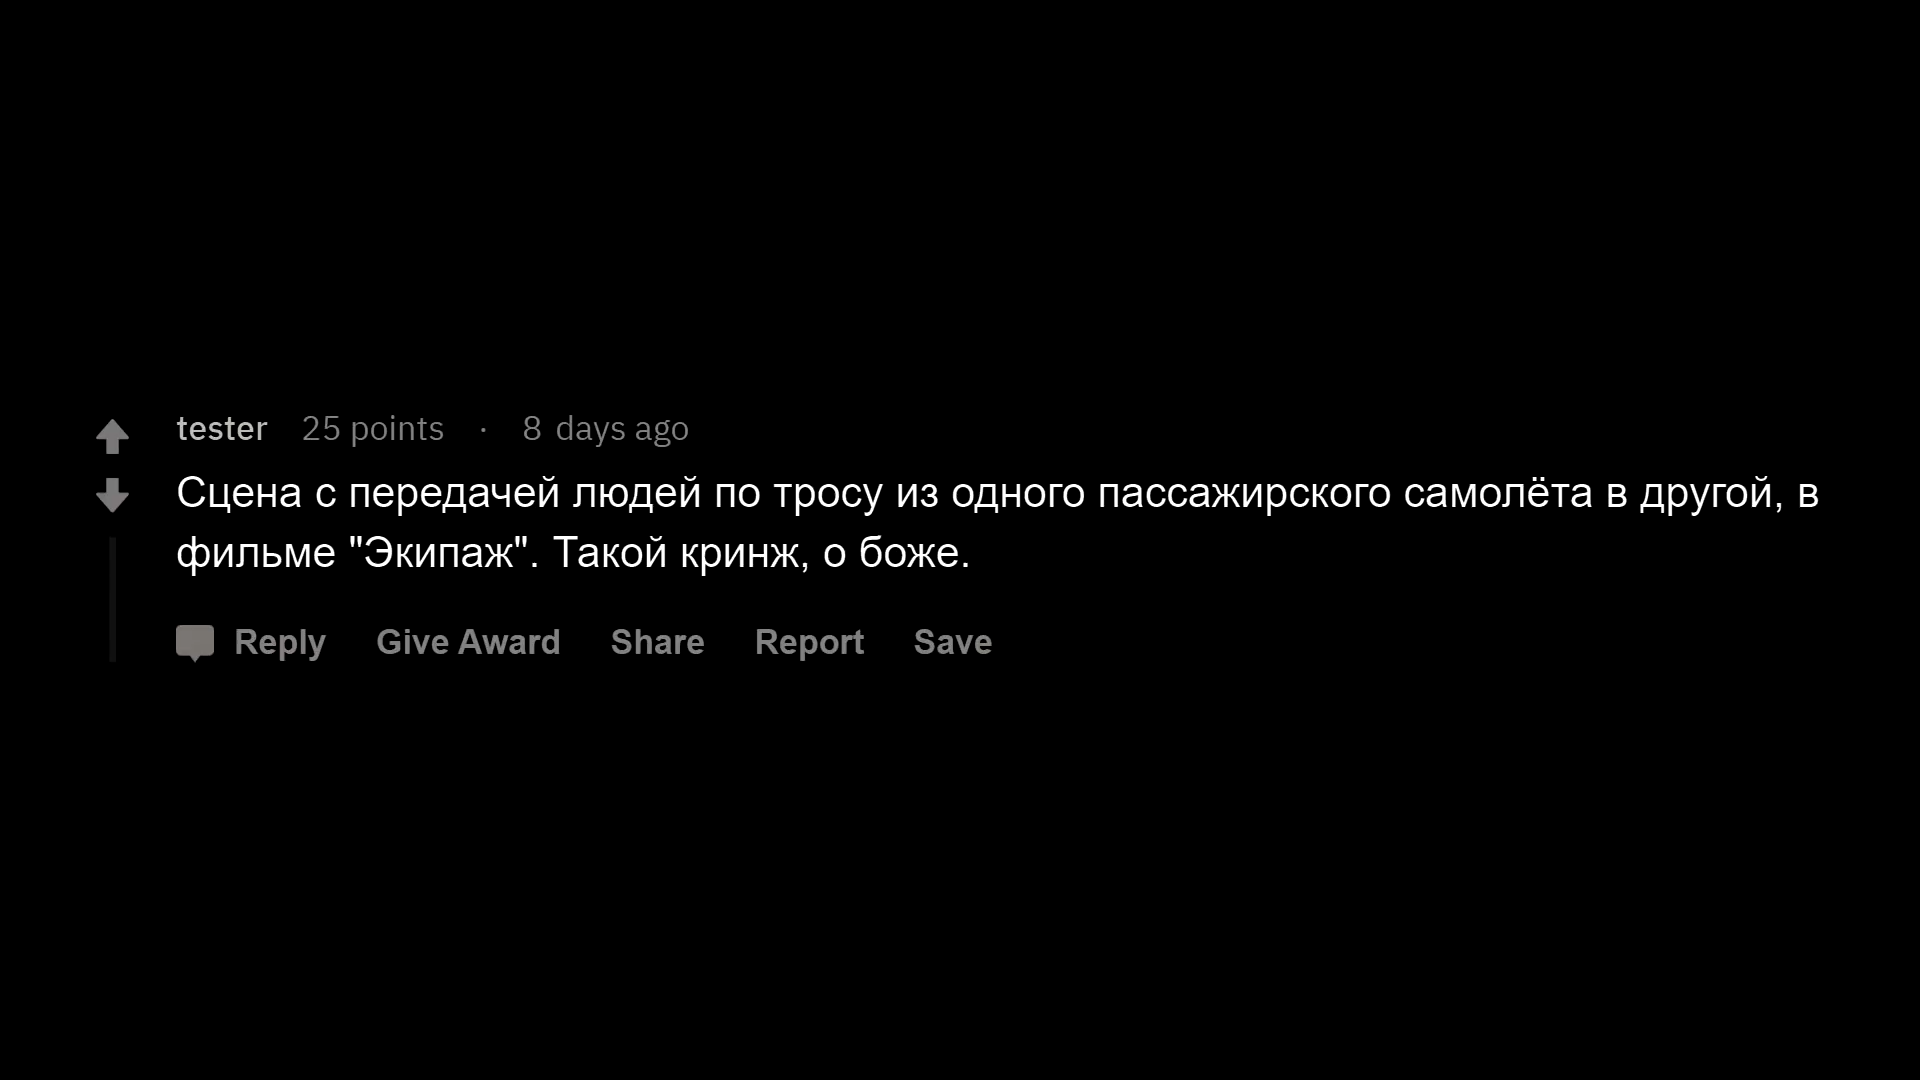 tester 25 points · 8 days ago
Сцена с передачей людей по тросу из одного пассажирского самолёта в другой, в
фильме "Экипаж". Такой кринж, о боже.
Reply Give Award Share Report Save